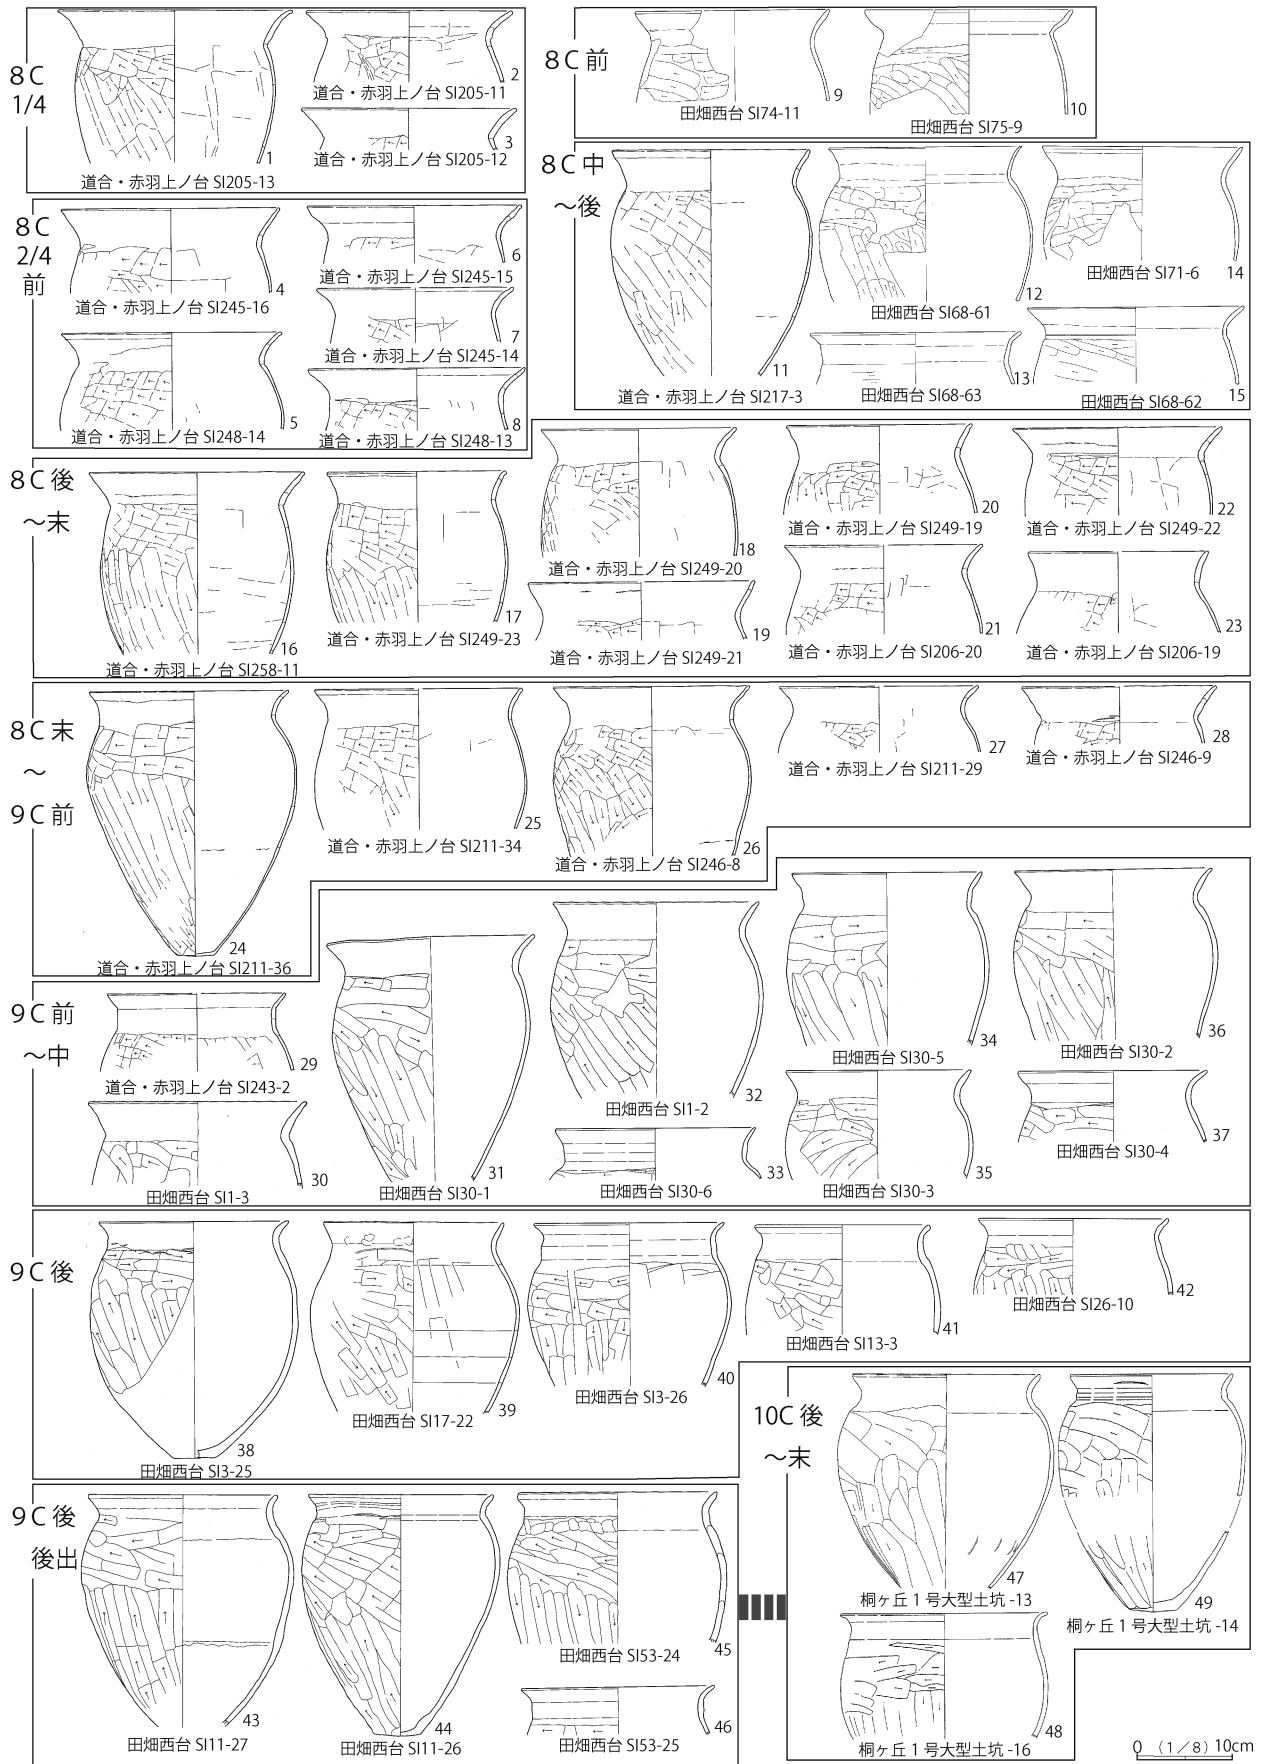 8C
1/4
1
道合・赤羽上ノ台 SI205-13
2
道合・赤羽上ノ台 SI205-11
3
道合・赤羽上ノ台 SI205-12
8C 前
9
田畑西台 SI74-11
10
田畑西台 SI75-9
8C
2/4
前
4
道合・赤羽上ノ台 SI245-16
5
道合・赤羽上ノ台 SI248-14
6
道合・赤羽上ノ台 SI245-15
7
道合・赤羽上ノ台 SI245-14
8
道合・赤羽上ノ台 SI248-13
8C 中
～後
11
道合・赤羽上ノ台 SI217-3
12
田畑西台 SI68-61
13
田畑西台 SI68-63
14
田畑西台 SI71-6
15
田畑西台 SI68-62
8C 後
～末
16
道合・赤羽上ノ台 SI258-11
17
道合・赤羽上ノ台 SI249-23
18
道合・赤羽上ノ台 SI249-20
19
道合・赤羽上ノ台 SI249-21
20
道合・赤羽上ノ台 SI249-19
21
道合・赤羽上ノ台 SI206-20
22
道合・赤羽上ノ台 SI249-22
23
道合・赤羽上ノ台 SI206-19
8C 末
～
9C 前
24
道合・赤羽上ノ台 SI211-36
25
道合・赤羽上ノ台 SI211-34
26
道合・赤羽上ノ台 SI246-8
27
道合・赤羽上ノ台 SI211-29
28
道合・赤羽上ノ台 SI246-9
9C 前
～中
29
道合・赤羽上ノ台 SI243-2
30
田畑西台 SI1-3
31
田畑西台 SI30-1
32
田畑西台 SI1-2
33
田畑西台 SI30-6
34
田畑西台 SI30-5
35
田畑西台 SI30-3
36
田畑西台 SI30-2
37
田畑西台 SI30-4
9C 後
38
田畑西台 SI3-25
39
田畑西台 SI17-22
40
田畑西台 SI3-26
41
田畑西台 SI13-3
42
田畑西台 SI26-10
9C 後
後出
43
田畑西台 SI11-27
44
田畑西台 SI11-26
45
田畑西台 SI53-24
46
田畑西台 SI53-25
10C 後
～末
47
桐ヶ丘１号大型土坑 -13
48
桐ヶ丘１号大型土坑 -16
49
桐ヶ丘１号大型土坑 -14
0 （1／8） 10cm